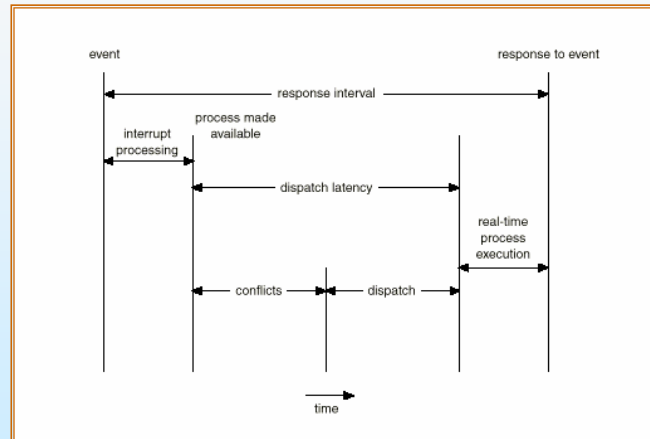 event
response to event
response interval
process made
available
interrupt
processing
dispatch latency
real-time
process
execution
conflicts
dispatch
time